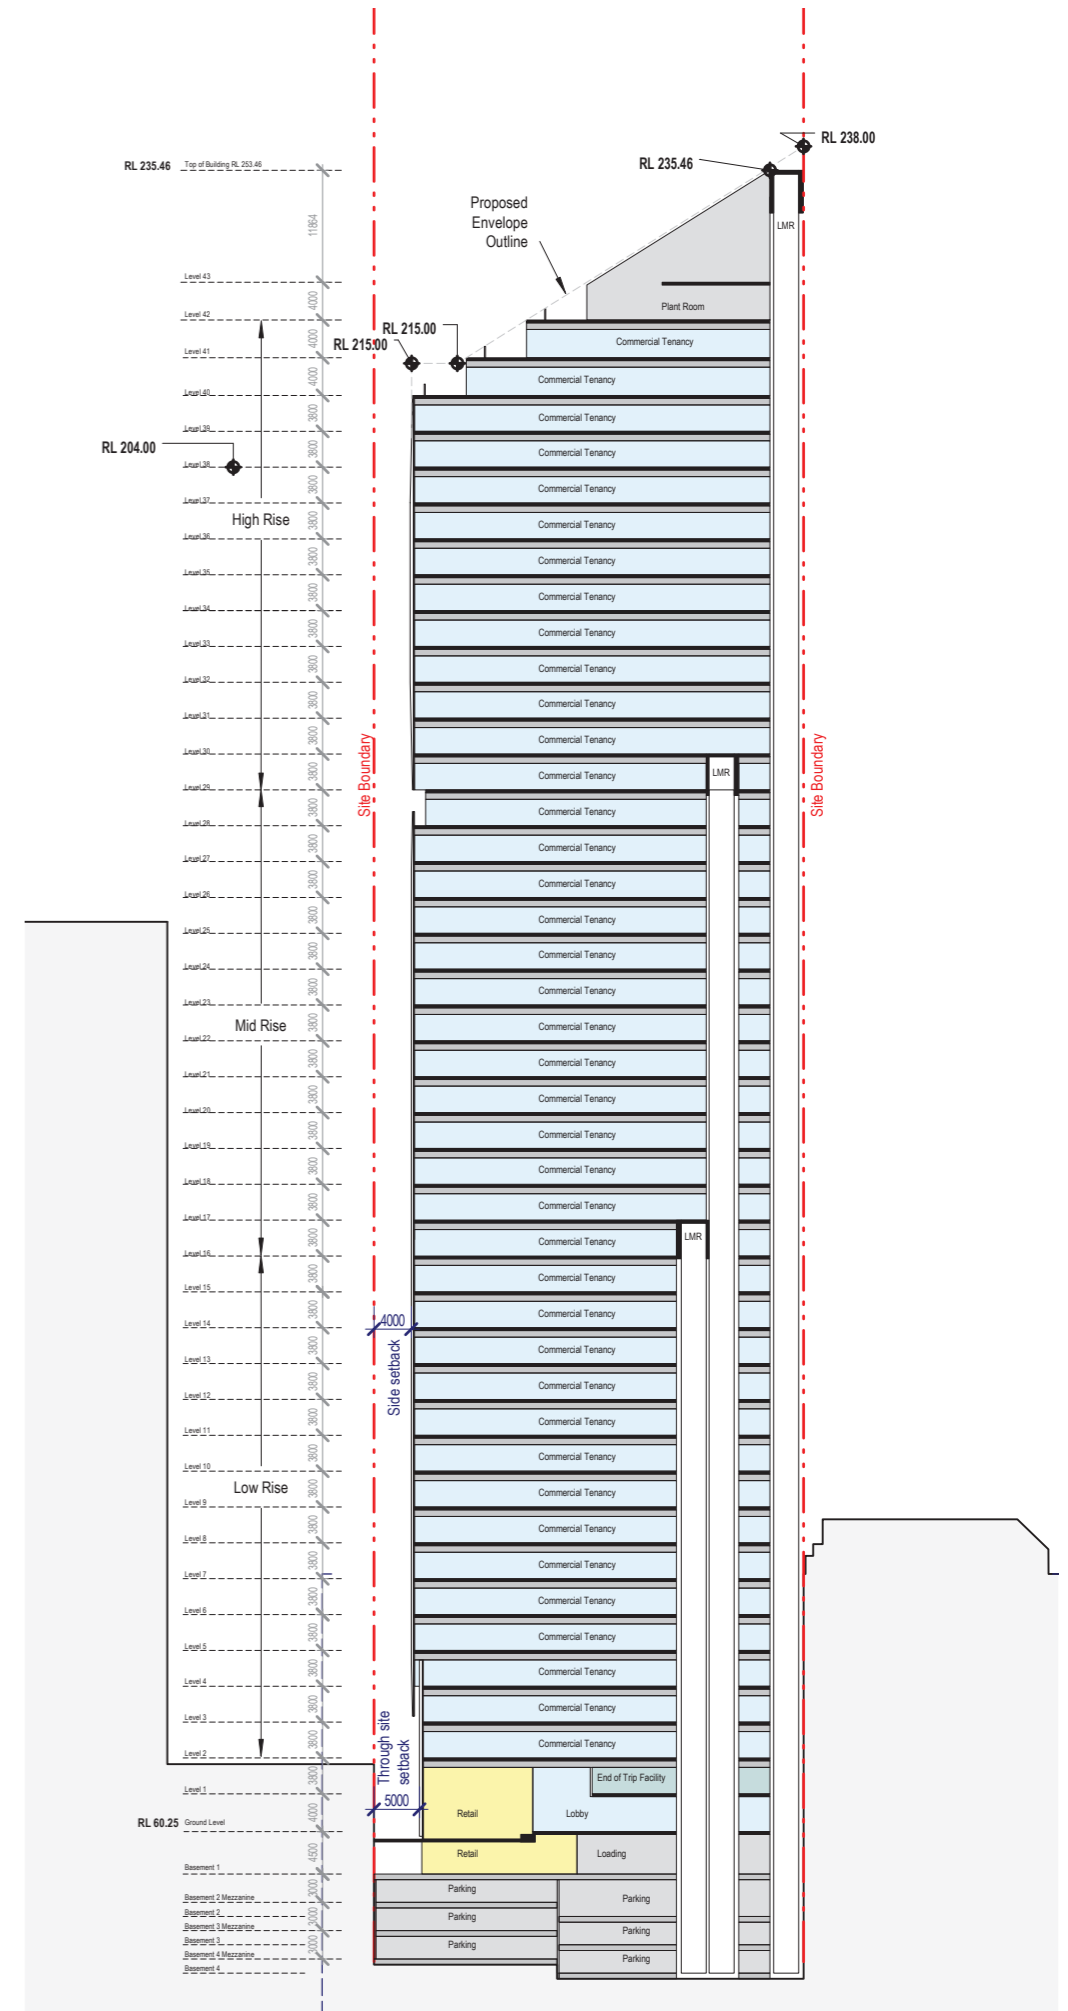 RL 238.00
RL 235.46 Top of Building RL 253.46
RL 235.46
Proposed
Envelope
Outline
LMR
11864
Level 43
4000
Plant Room
Level 42
4000
RL 215.00
RL 215.00
Commercial Tenancy
Level 41
4000
Commercial Tenancy
Level 40
3800
Commercial Tenancy
Level 39
RL 204.00
3800
Commercial Tenancy
Level 38
3800
Commercial Tenancy
Level 37
High Rise
3800
Commercial Tenancy
Level 36
3800
Commercial Tenancy
Level 35
3800
Commercial Tenancy
Level 34
3800
Commercial Tenancy
Level 33
3800
Commercial Tenancy
Level 32
3800
Commercial Tenancy
Level 31
3800
Commercial Tenancy
Level 30
Site Boundary
Site Boundary
3800
Commercial Tenancy
LMR
Level 29
3800
Commercial Tenancy
Level 28
3800
Commercial Tenancy
Level 27
3800
Commercial Tenancy
Level 26
3800
Commercial Tenancy
Level 25
3800
Commercial Tenancy
Level 24
3800
Commercial Tenancy
Level 23
Mid Rise
3800
Commercial Tenancy
Level 22
3800
Commercial Tenancy
Level 21
3800
Commercial Tenancy
Level 20
3800
Commercial Tenancy
Level 19
3800
Commercial Tenancy
Level 18
3800
Commercial Tenancy
Level 17
3800
Commercial Tenancy
LMR
Level 16
3800
Commercial Tenancy
Level 15
3800
Commercial Tenancy
Level 14
4000
Side setback
3800
Commercial Tenancy
Level 13
3800
Commercial Tenancy
Level 12
3800
Commercial Tenancy
Level 11
3800
Commercial Tenancy
Level 10
Low Rise
3800
Commercial Tenancy
Level 9
3800
Commercial Tenancy
Level 8
3800
Commercial Tenancy
Level 7
3800
Commercial Tenancy
Level 6
3800
Commercial Tenancy
Level 5
3800
Commercial Tenancy
Level 4
3800
Commercial Tenancy
Level 3
3800
Commercial Tenancy
Level 2
Through site
setback
5000
3800
End of Trip Facility
Level 1
4000
Retail
Lobby
RL 60.25 Ground Level
4500
Retail
Loading
Basement 1
3000
Parking
Parking
Basement 2 Mezzanine
Basement 2
3000
Parking
Basement 3 Mezzanine
Parking
Basement 3
3000
Parking
Basement 4 Mezzanine
Parking
Basement 4